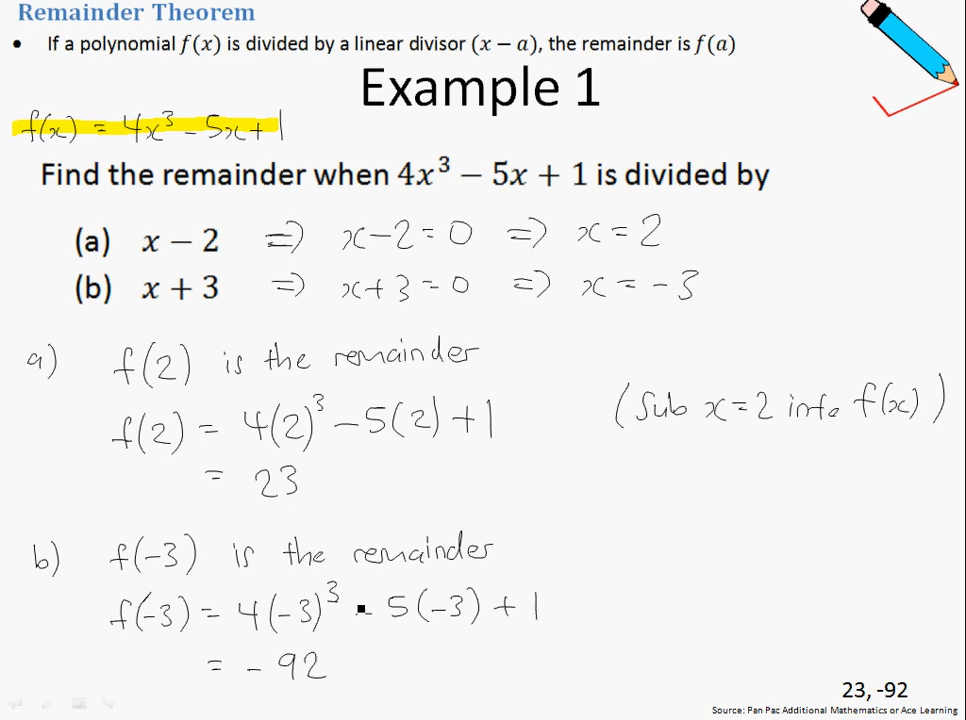 Remainder Theorem
• If a polynomial f(x) is divided by a linear divisor (x − a), the remainder is f(a)
Example 1
f(x) = 4x³ − 5x + 1
Find the remainder when 4x³ − 5x + 1 is divided by
(a) x − 2 ⇒ x − 2 = 0 ⇒ x = 2
(b) x + 3 ⇒ x + 3 = 0 ⇒ x = −3
a) f(2) is the remainder
f(2) = 4(2)³ − 5(2) + 1 (Sub x = 2 into f(x))
= 23
b) f(−3) is the remainder
f(−3) = 4(−3)³ - 5(−3) + 1
= −92
23, -92
Source: Pan Pac Additional Mathematics or Ace Learning